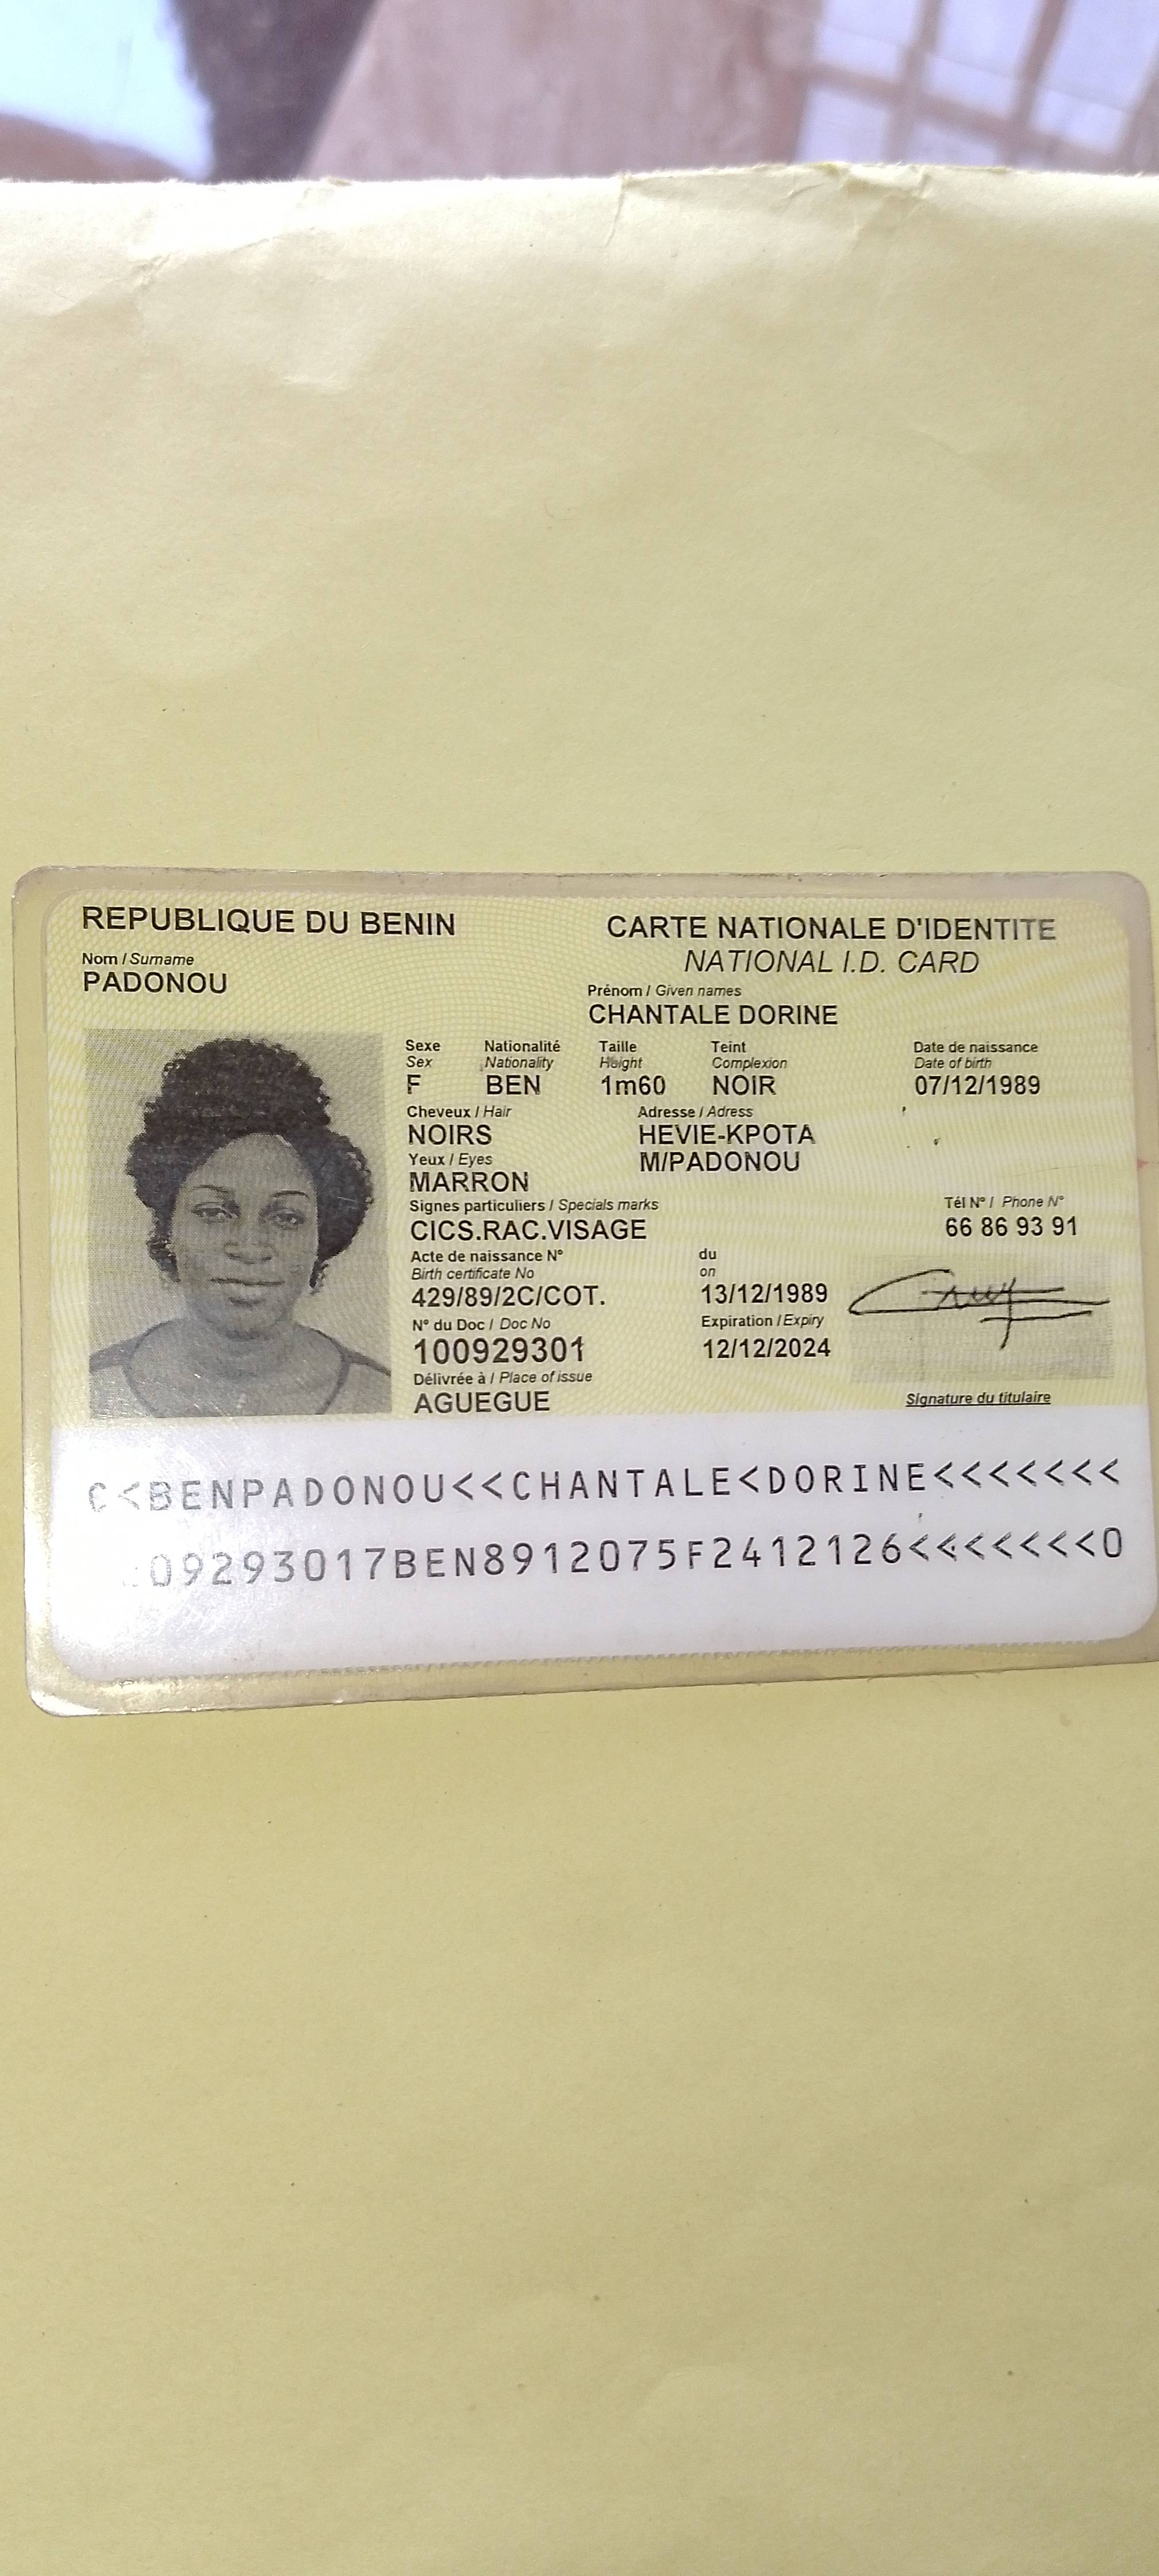 REPUBLIQUE DU BENIN
CARTE NATIONALE D'IDENTITE
NATIONAL I.D. CARD
Nom / Surname
PADONOU
Prénom / Given names
CHANTALE DORINE
Sexe Nationalité Taille Teint Date de naissance
Sex Nationality Height Complexion Date of birth
F BEN 1m60 NOIR 07/12/1989
Cheveux / Hair Adresse / Adress
NOIRS HEVIE-KPOTA
Yeux / Eyes M/PADONOU
MARRON
Signes particuliers / Specials marks Tél N° / Phone N°
CICS.RAC.VISAGE 66 86 93 91
Acte de naissance N° du
Birth certificate No on
429/89/2C/COT. 13/12/1989
N° du Doc / Doc No Expiration / Expiry
100929301 12/12/2024
Délivrée à / Place of issue
AGUEGUE Signature du titulaire
C<BENPADONOU<<CHANTALE<DORINE<<<<<<<
09293017BEN8912075F2412126<<<<<<<0